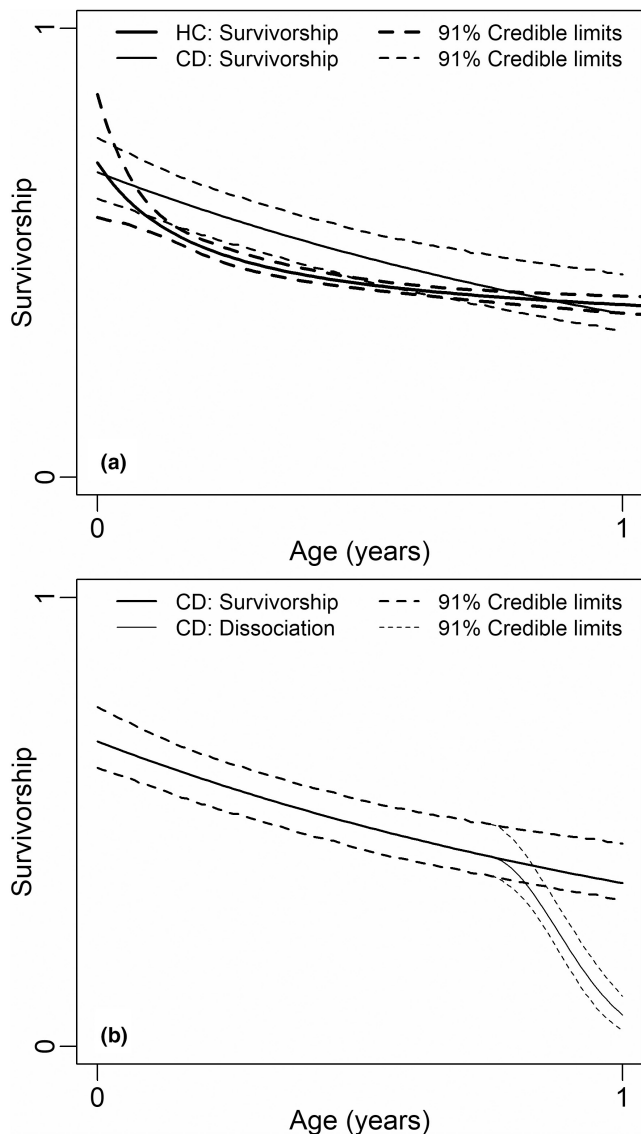 1
HC: Survivorship 91% Credible limits
CD: Survivorship 91% Credible limits
Survivorship
(a)
0
0 1
Age (years)
1
CD: Survivorship 91% Credible limits
CD: Dissociation 91% Credible limits
Survivorship
(b)
0
0 1
Age (years)